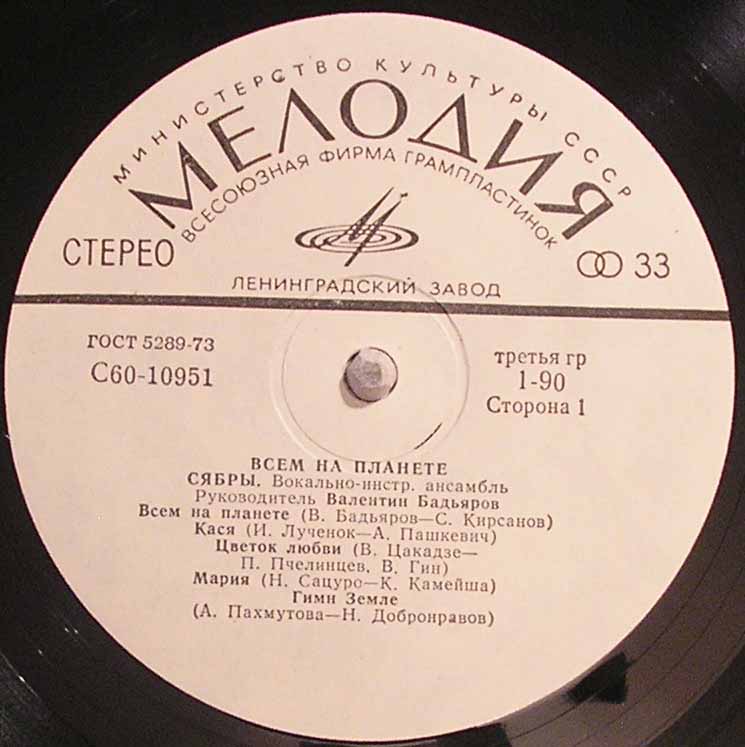 МИНИСТЕРСТВО КУЛЬТУРЫ СССР
МЕЛОДИЯ
ВСЕСОЮЗНАЯ ФИРМА ГРАМПЛАСТИНОК
СТЕРЕО
33
ЛЕНИНГРАДСКИЙ ЗАВОД
ГОСТ 5289-73
С60-10951
третья гр
1-90
Сторона 1
ВСЕМ НА ПЛАНЕТЕ
СЯБРЫ. Вокально-инстр. ансамбль
Руководитель Валентин Бадьяров
Всем на планете (В. Бадьяров—С. Кирсанов)
Кася (И. Лученок—А. Пашкевич)
Цветок любви (В. Цакадзе—
П. Пчелинцев, В. Гин)
Мария (Н. Сацуро—К. Камейша)
Гимн Земле
(А. Пахмутова—Н. Добронравов)